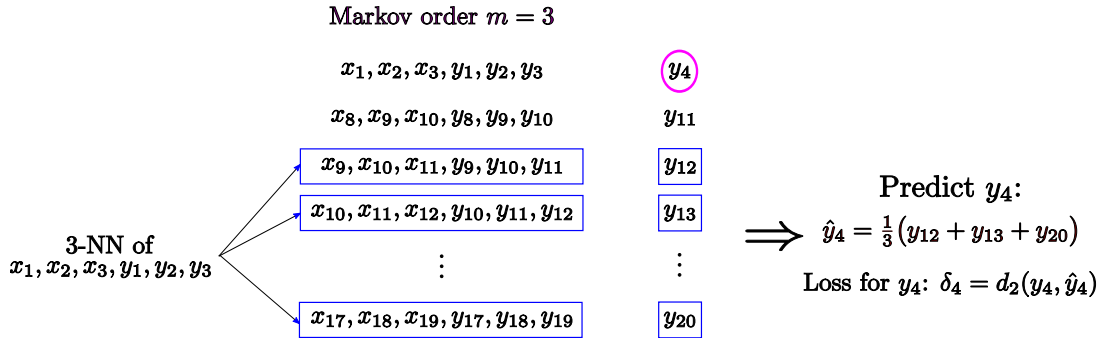 Markov order m = 3
x₁, x₂, x₃, y₁, y₂, y₃ y₄
x₈, x₉, x₁₀, y₈, y₉, y₁₀ y₁₁
x₉, x₁₀, x₁₁, y₉, y₁₀, y₁₁ y₁₂
x₁₀, x₁₁, x₁₂, y₁₀, y₁₁, y₁₂ y₁₃
⋮ ⋮
x₁₇, x₁₈, x₁₉, y₁₇, y₁₈, y₁₉ y₂₀
3-NN of
x₁, x₂, x₃, y₁, y₂, y₃
⟹
Predict y₄:
ŷ₄ = ⅓(y₁₂ + y₁₃ + y₂₀)
Loss for y₄: δ₄ = d₂(y₄, ŷ₄)